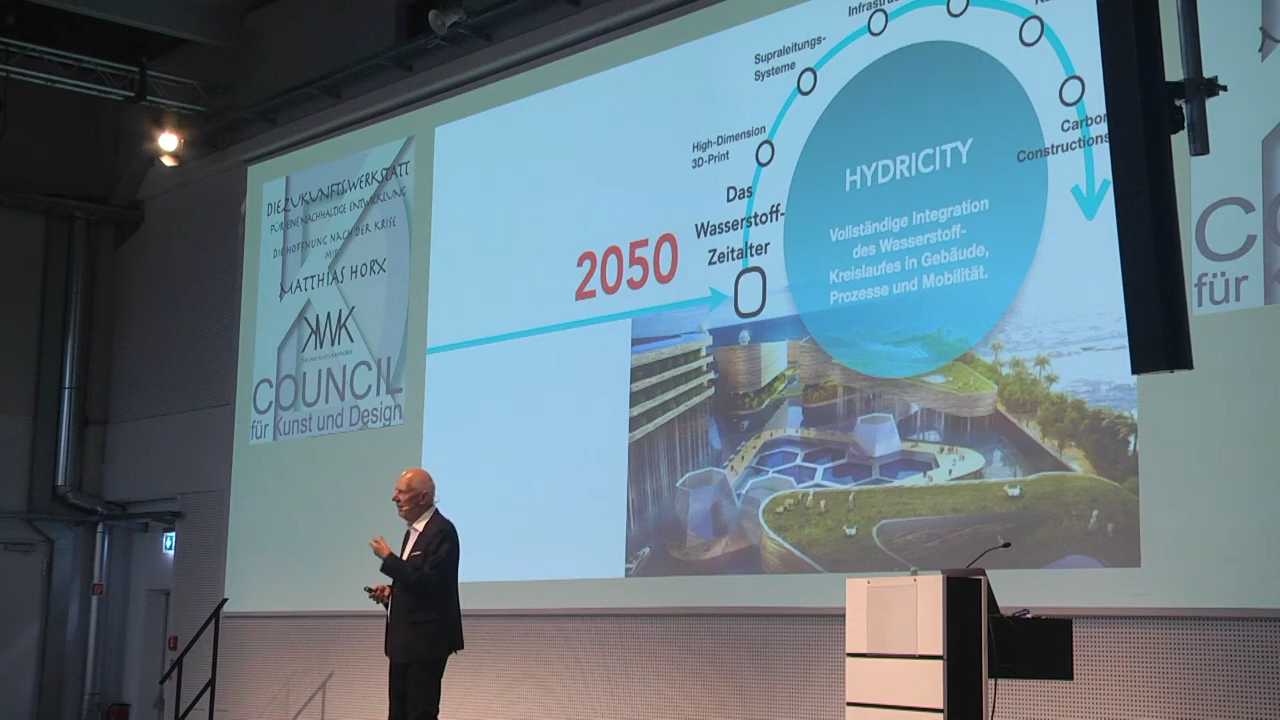 DIE ZUKUNFTSWERKSTATT
FÜR EINE NACHHALTIGE ENTWICKLUNG
DIE HOFFNUNG NACH DER KRISE
MIT
MATTHIAS HORX
KWK
COUNCIL
für Kunst und Design
2050
Das
Wasserstoff-
Zeitalter
High-Dimension
3D-Print
Supraleitungs-
Systeme
Carbon
Constructions
HYDRICITY
Vollständige Integration
des Wasserstoff-
Kreislaufes in Gebäude,
Prozesse und Mobilität.
für